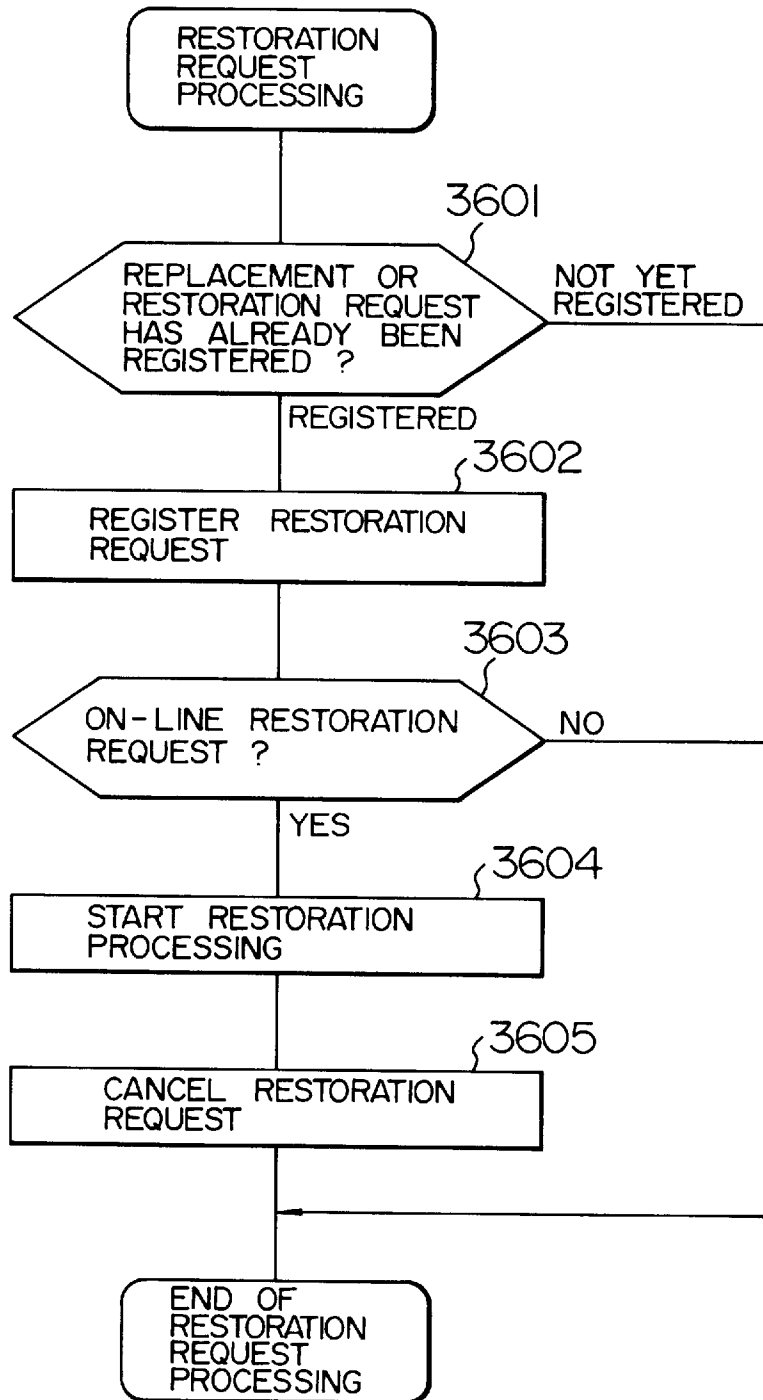 RESTORATION
REQUEST
PROCESSING
3601
REPLACEMENT OR
RESTORATION REQUEST
HAS ALREADY BEEN
REGISTERED ?
NOT YET
REGISTERED
REGISTERED
3602
REGISTER RESTORATION
REQUEST
3603
ON-LINE RESTORATION
REQUEST ?
NO
YES
3604
START RESTORATION
PROCESSING
3605
CANCEL RESTORATION
REQUEST
END OF
RESTORATION
REQUEST
PROCESSING